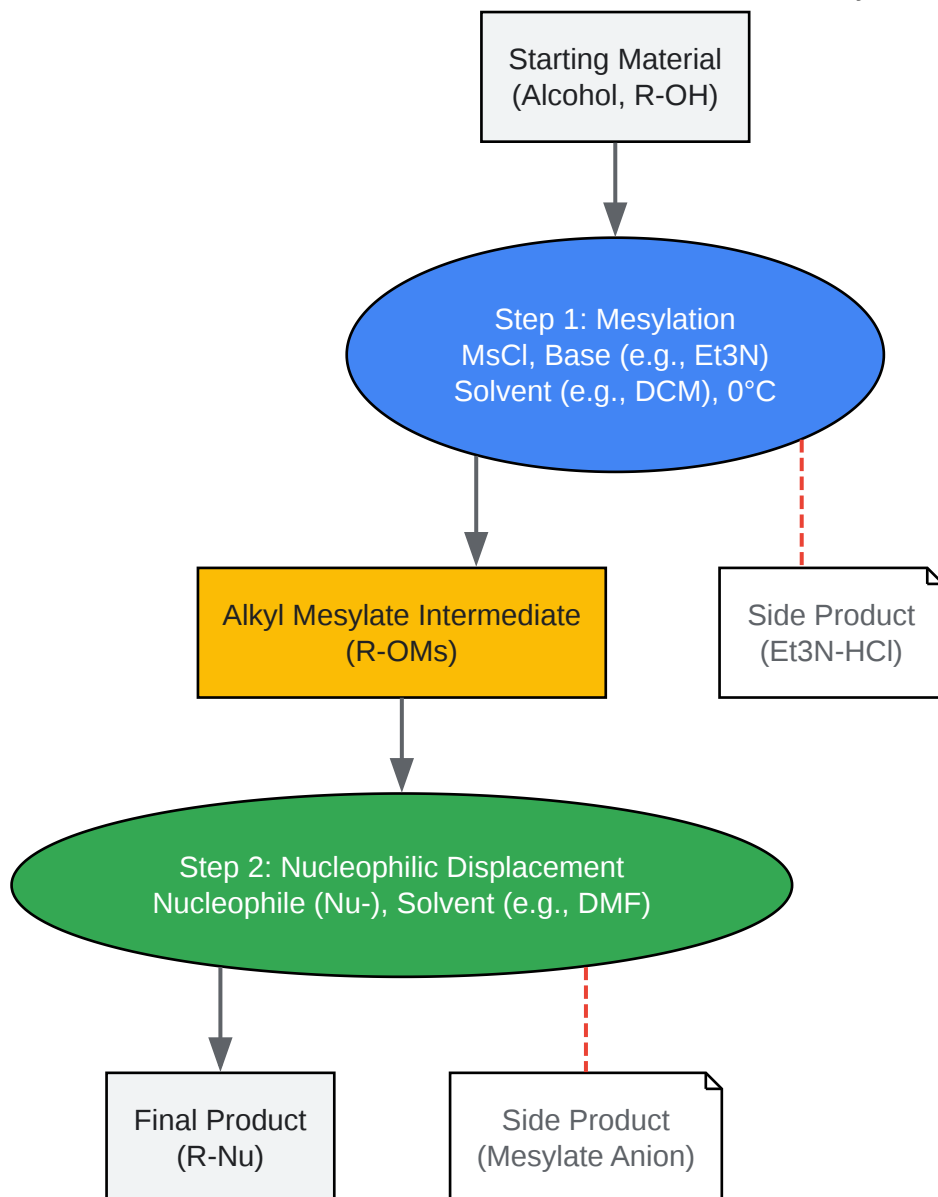 Starting Material
(Alcohol, R-OH)
Step 1: Mesylation
MsCl, Base (e.g., Et3N)
Solvent (e.g., DCM), 0°C
Alkyl Mesylate Intermediate
(R-OMs)
Side Product
(Et3N-HCl)
Step 2: Nucleophilic Displacement
Nucleophile (Nu-), Solvent (e.g., DMF)
Final Product
(R-Nu)
Side Product
(Mesylate Anion)